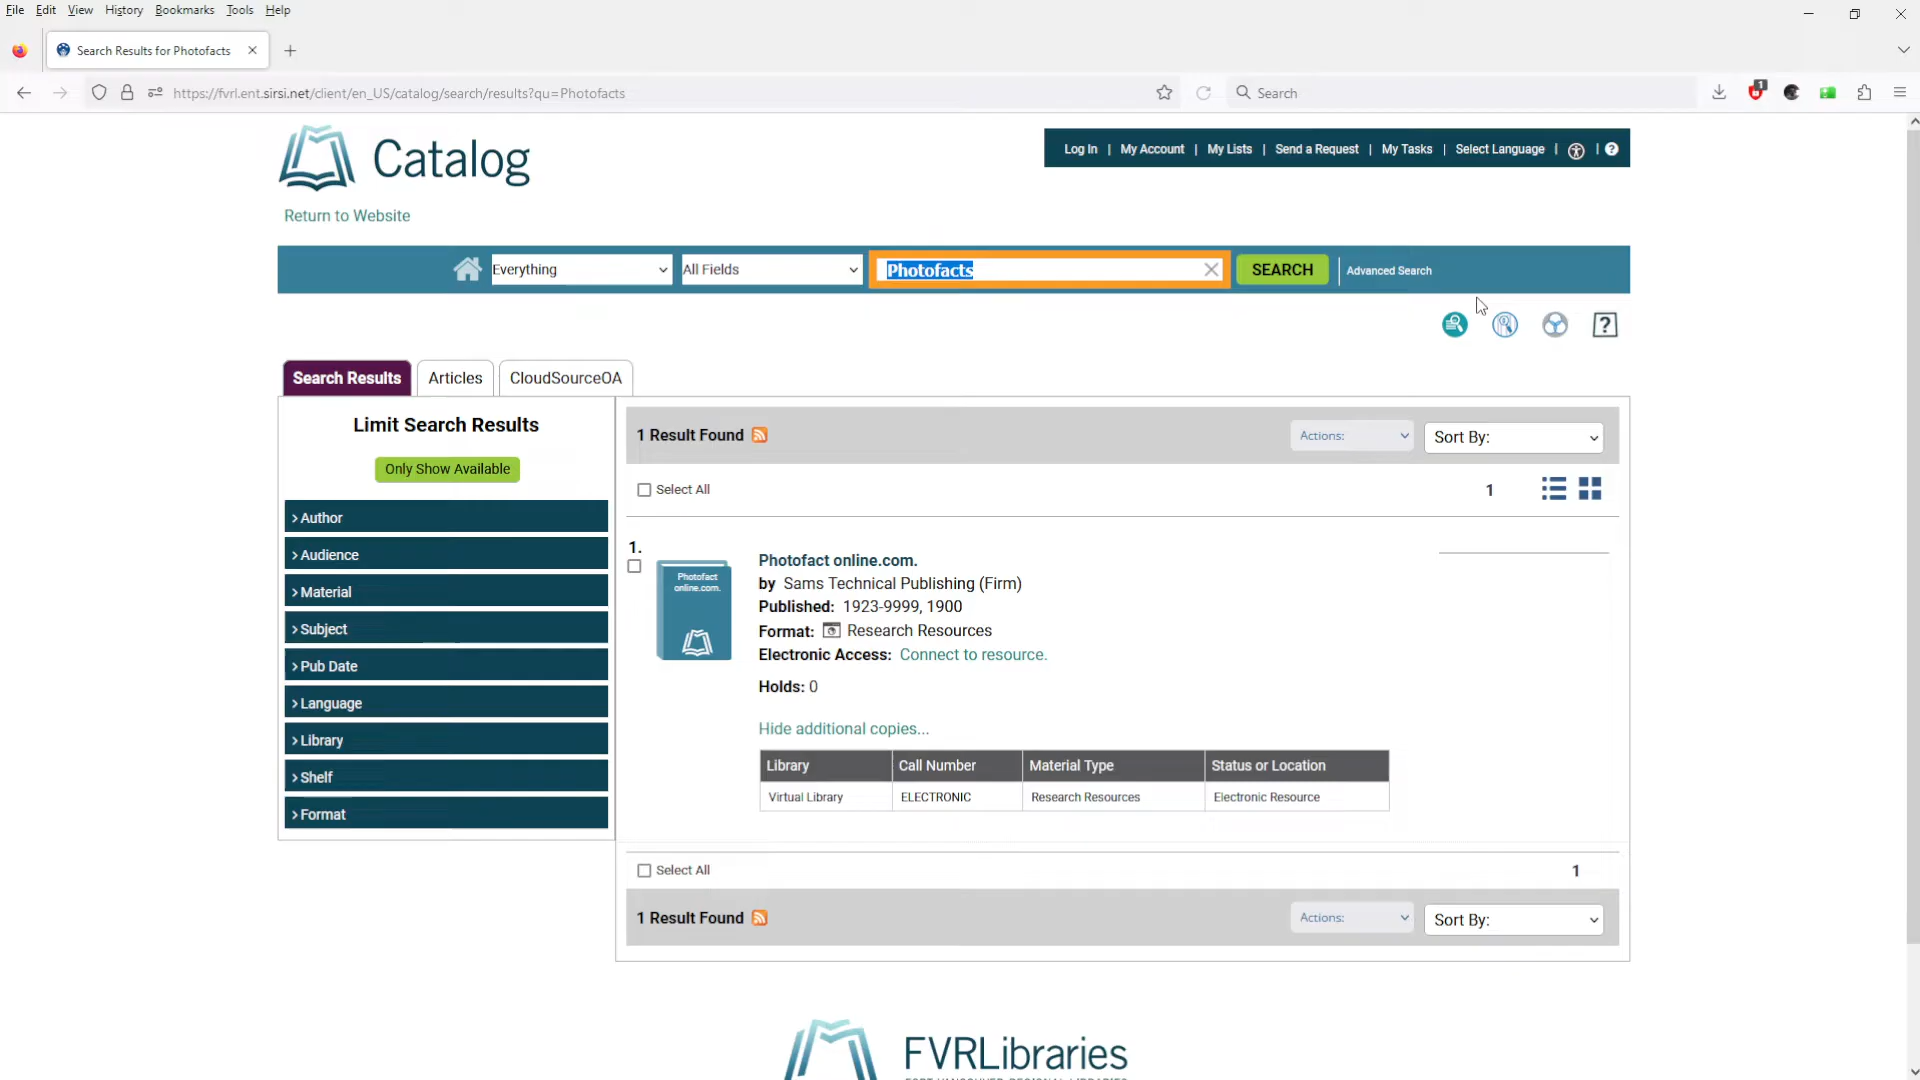 File Edit View History Bookmarks Tools Help
Search Results for Photofacts
https://fvrl.ent.sirsi.net/client/en_US/catalog/search/results?qu=Photofacts
Search
1
Catalog
Log In | My Account | My Lists | Send a Request | My Tasks | Select Language | ?
Return to Website
Everything
All Fields
Photofacts
SEARCH
Advanced Search
?
Search Results
Articles
CloudSourceOA
Limit Search Results
Only Show Available
> Author
> Audience
> Material
> Subject
> Pub Date
> Language
> Library
> Shelf
> Format
1 Result Found
Actions:
Sort By:
Select All
1
1.
Photofact
online.com.
Photofact online.com.
by Sams Technical Publishing (Firm)
Published: 1923-9999, 1900
Format: Research Resources
Electronic Access: Connect to resource.
Holds: 0
Hide additional copies...
Library Call Number Material Type Status or Location
Virtual Library ELECTRONIC Research Resources Electronic Resource
Select All
1
1 Result Found
Actions:
Sort By:
FVRLibraries